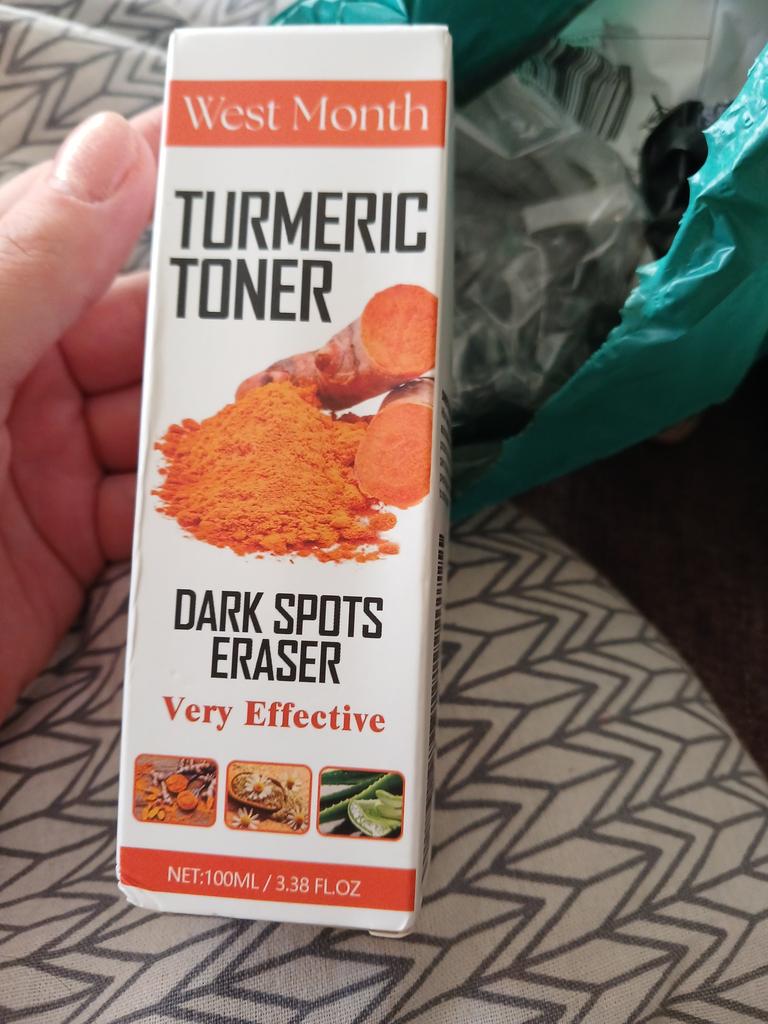 West Month
TURMERIC
TONER
DARK SPOTS
ERASER
Very Effective
NET:100ML / 3.38 FL.OZ